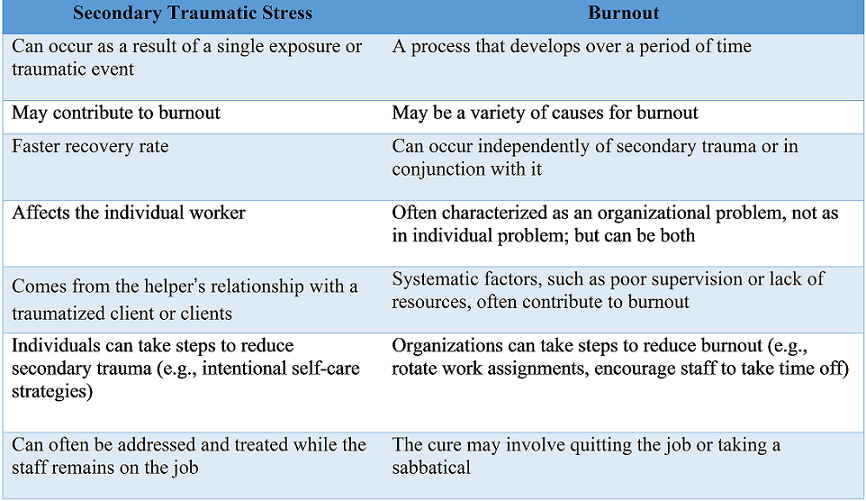 Secondary Traumatic Stress
Burnout
Can occur as a result of a single exposure or
traumatic event
A process that develops over a period of time
May contribute to burnout
May be a variety of causes for burnout
Faster recovery rate
Can occur independently of secondary trauma or in
conjunction with it
Affects the individual worker
Often characterized as an organizational problem, not as
in individual problem; but can be both
Comes from the helper's relationship with a
traumatized client or clients
Systematic factors, such as poor supervision or lack of
resources, often contribute to burnout
Individuals can take steps to reduce
secondary trauma (e.g., intentional self-care
strategies)
Organizations can take steps to reduce burnout (e.g.,
rotate work assignments, encourage staff to take time off)
Can often be addressed and treated while the
staff remains on the job
The cure may involve quitting the job or taking a
sabbatical